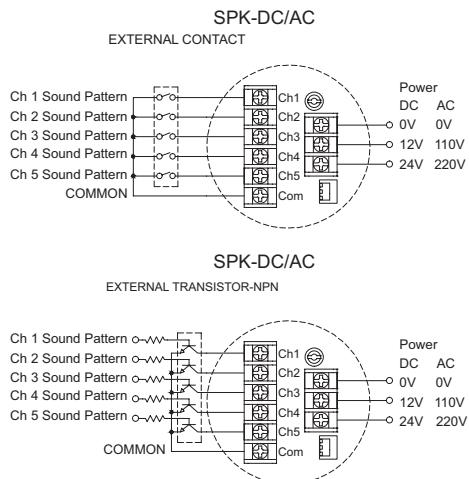 SPK-DC/AC
EXTERNAL CONTACT
Ch 1 Sound Pattern
Ch 2 Sound Pattern
Ch 3 Sound Pattern
Ch 4 Sound Pattern
Ch 5 Sound Pattern
COMMON
Ch1
Ch2
Ch3
Ch4
Ch5
Com
Power
DC AC
0V 0V
12V 110V
24V 220V
SPK-DC/AC
EXTERNAL TRANSISTOR-NPN
Ch 1 Sound Pattern
Ch 2 Sound Pattern
Ch 3 Sound Pattern
Ch 4 Sound Pattern
Ch 5 Sound Pattern
COMMON
Ch1
Ch2
Ch3
Ch4
Ch5
Com
Power
DC AC
0V 0V
12V 110V
24V 220V